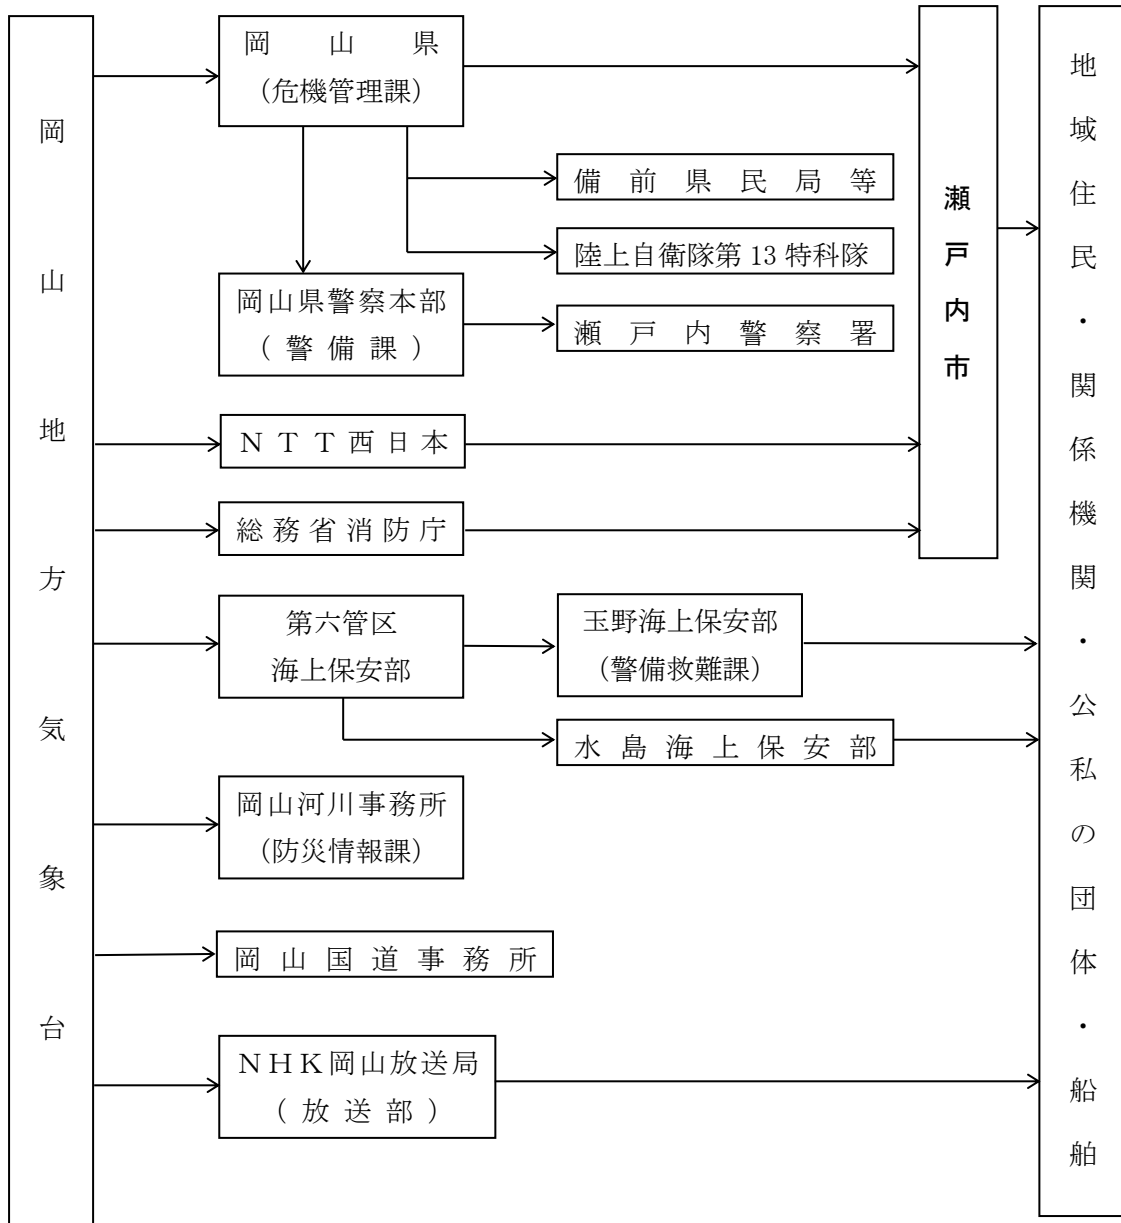 岡山地方気象台
岡山県
（危機管理課）
備前県民局等
陸上自衛隊第13特科隊
岡山県警察本部
（警備課）
瀬戸内警察署
NTT西日本
総務省消防庁
第六管区
海上保安部
玉野海上保安部
（警備救難課）
水島海上保安部
岡山河川事務所
（防災情報課）
岡山国道事務所
NHK岡山放送局
（放送部）
瀬戸内市
地域住民・関係機関・公私の団体・船舶